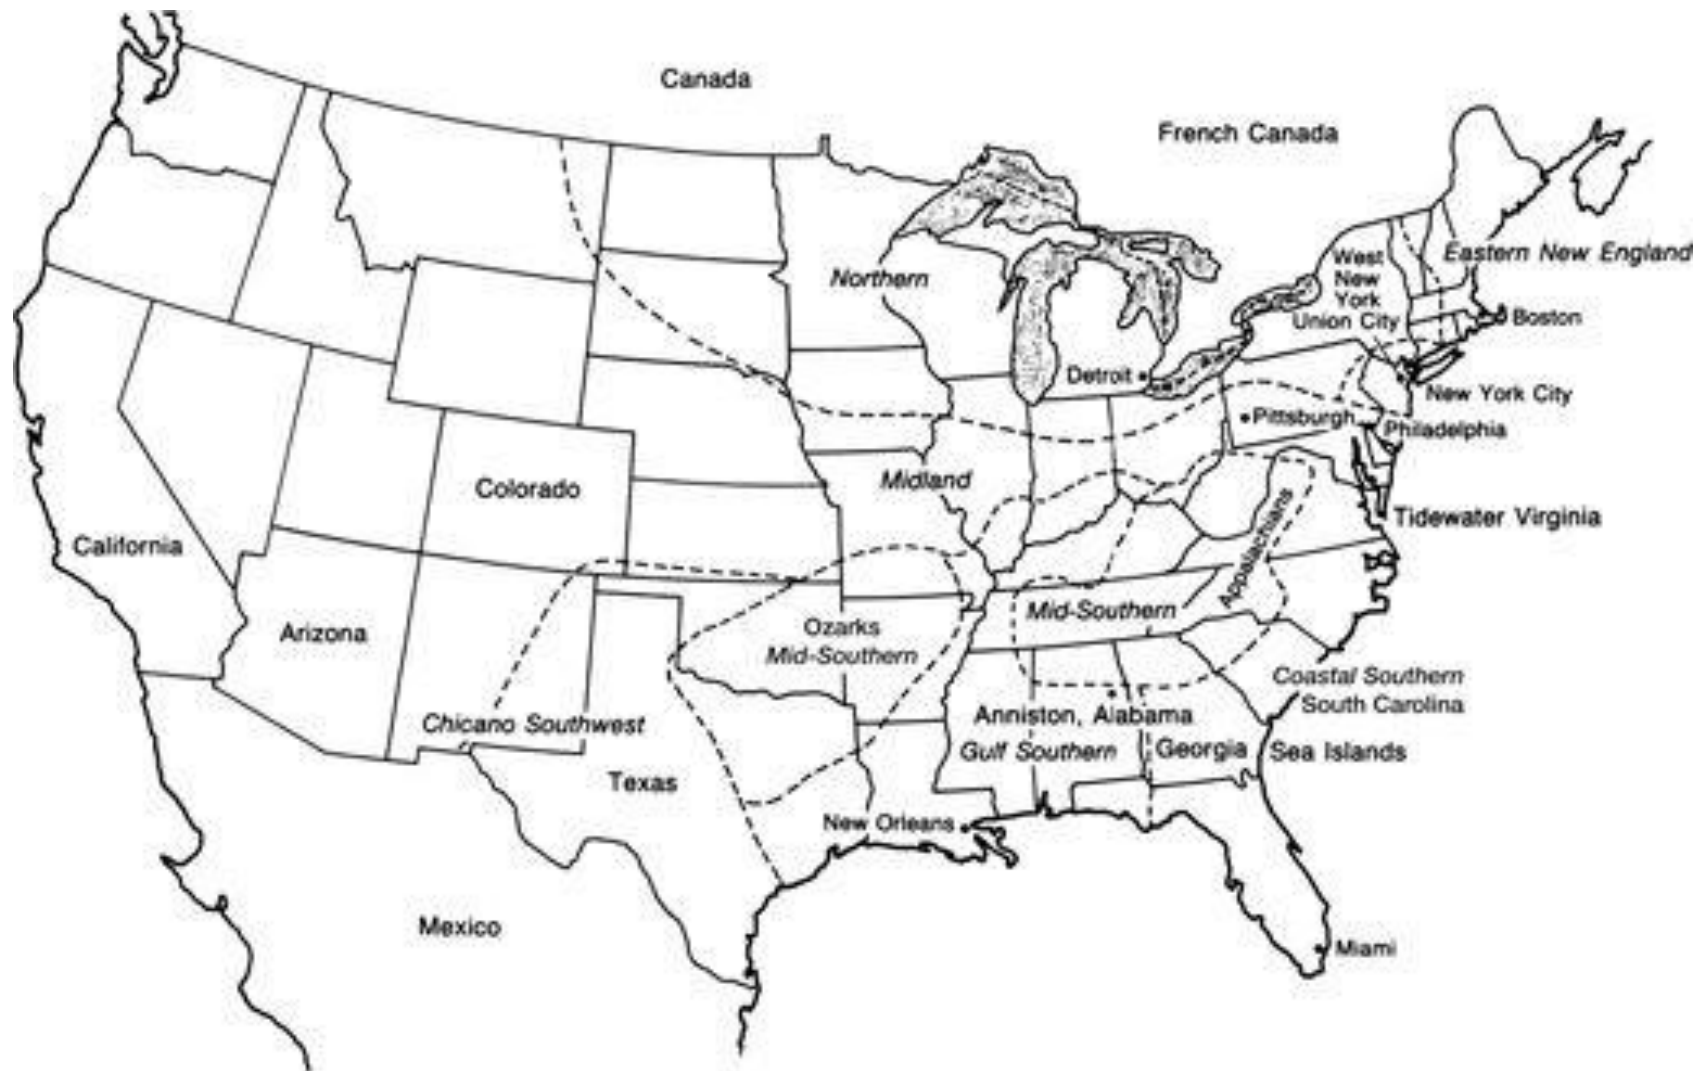 Canada
French Canada
Northern
West
New
York
Union City
Eastern New England
Boston
Detroit
New York City
Pittsburgh
Philadelphia
Midland
Colorado
California
Tidewater Virginia
Appalachians
Arizona
Ozarks
Mid-Southern
Mid-Southern
Coastal Southern
South Carolina
Chicano Southwest
Anniston, Alabama
Gulf Southern
Georgia
Sea Islands
Texas
New Orleans
Mexico
Miami